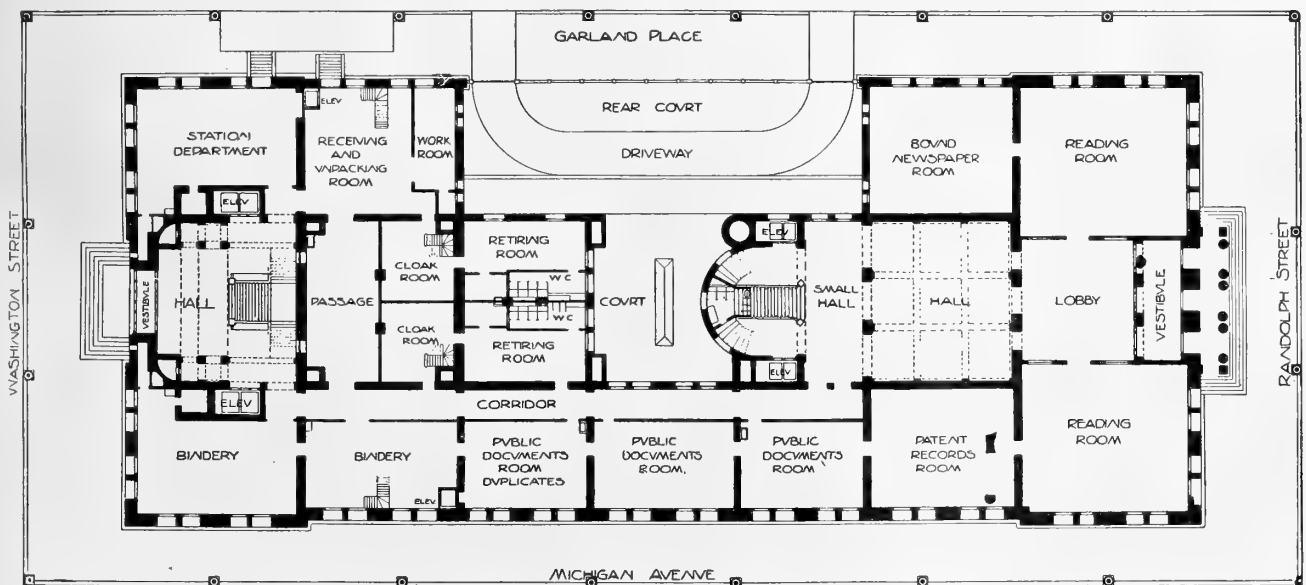 GARLAND PLACE
REAR COVRT
DRIVEWAY
STATION
DEPARTMENT
ELEV
RECEIVING
AND
VNPACKING
ROOM
WORK
ROOM
BOVND
NEWSPAPER
ROOM
READING
ROOM
ELEV
WASHINGTON STREET
VESTIBVLE
HALL
PASSAGE
CLOAK
ROOM
CLOAK
ROOM
RETIRING
ROOM
W C
W C
RETIRING
ROOM
COVRT
ELEV
SMALL
HALL
HALL
LOBBY
VESTIBVLE
RANDOLPH STREET
ELEV
ELEV
CORRIDOR
BINDERY
BINDERY
ELEV
PVBLIC
DOCVMENTS
ROOM
DVPLICATES
PVBLIC
DOCVMENTS
ROOM.
PVBLIC
DOCVMENTS
ROOM
PATENT
RECORDS
ROOM
READING
ROOM
MICHIGAN AVENVE